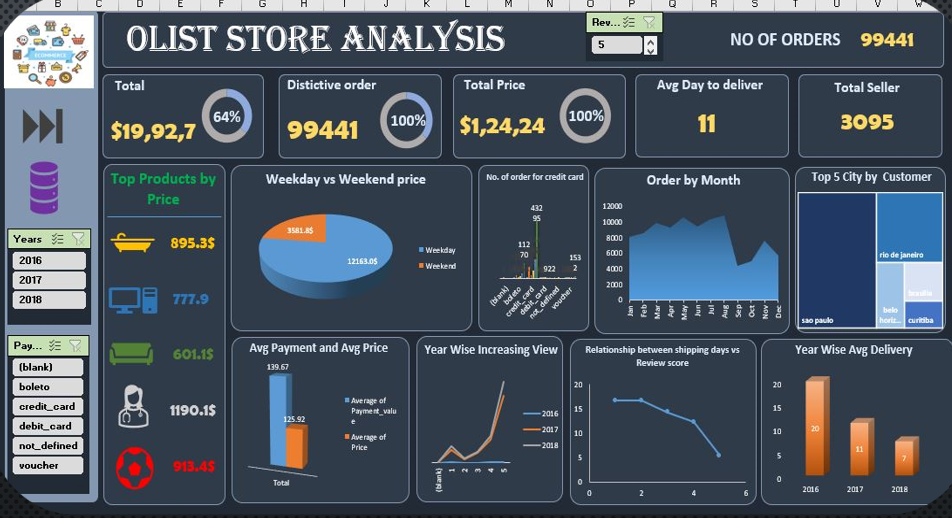 B C D E F G H I J K L M N O P Q R S T U V W
OLIST STORE ANALYSIS
Rev...
5
NO OF ORDERS 99441
ECOMMERCE
Total
$19,92,7
64%
Distictive order
99441
100%
Total Price
$1,24,24
100%
Avg Day to deliver
11
Total Seller
3095
Years
2016
2017
2018
Pay...
(blank)
boleto
credit_card
debit_card
not_defined
voucher
Top Products by
Price
895.3$
777.9
601.1$
1190.1$
913.4$
Weekday vs Weekend price
3581.8$
12163.0$
Weekday
Weekend
No. of order for credit card
432
95
112
70
922
153
2
(blank)
boleto
credit_card
debit_card
not_defined
voucher
Order by Month
12000
10000
8000
6000
4000
2000
0
Jan
Feb
Mar
Apr
May
Jun
Jul
Aug
Sep
Oct
Nov
Dec
Top 5 City by Customer
sao paulo
rio de janeiro
belo
horiz...
brasilia
curitiba
Avg Payment and Avg Price
139.67
125.92
Total
Average of
Payment_valu
e
Average of
Price
Year Wise Increasing View
(blank)
1
2
3
4
5
2016
2017
2018
Relationship between shipping days vs
Review score
20
15
10
5
0
0 2 4 6
Year Wise Avg Delivery
20
15
10
5
0
20
11
7
2016 2017 2018